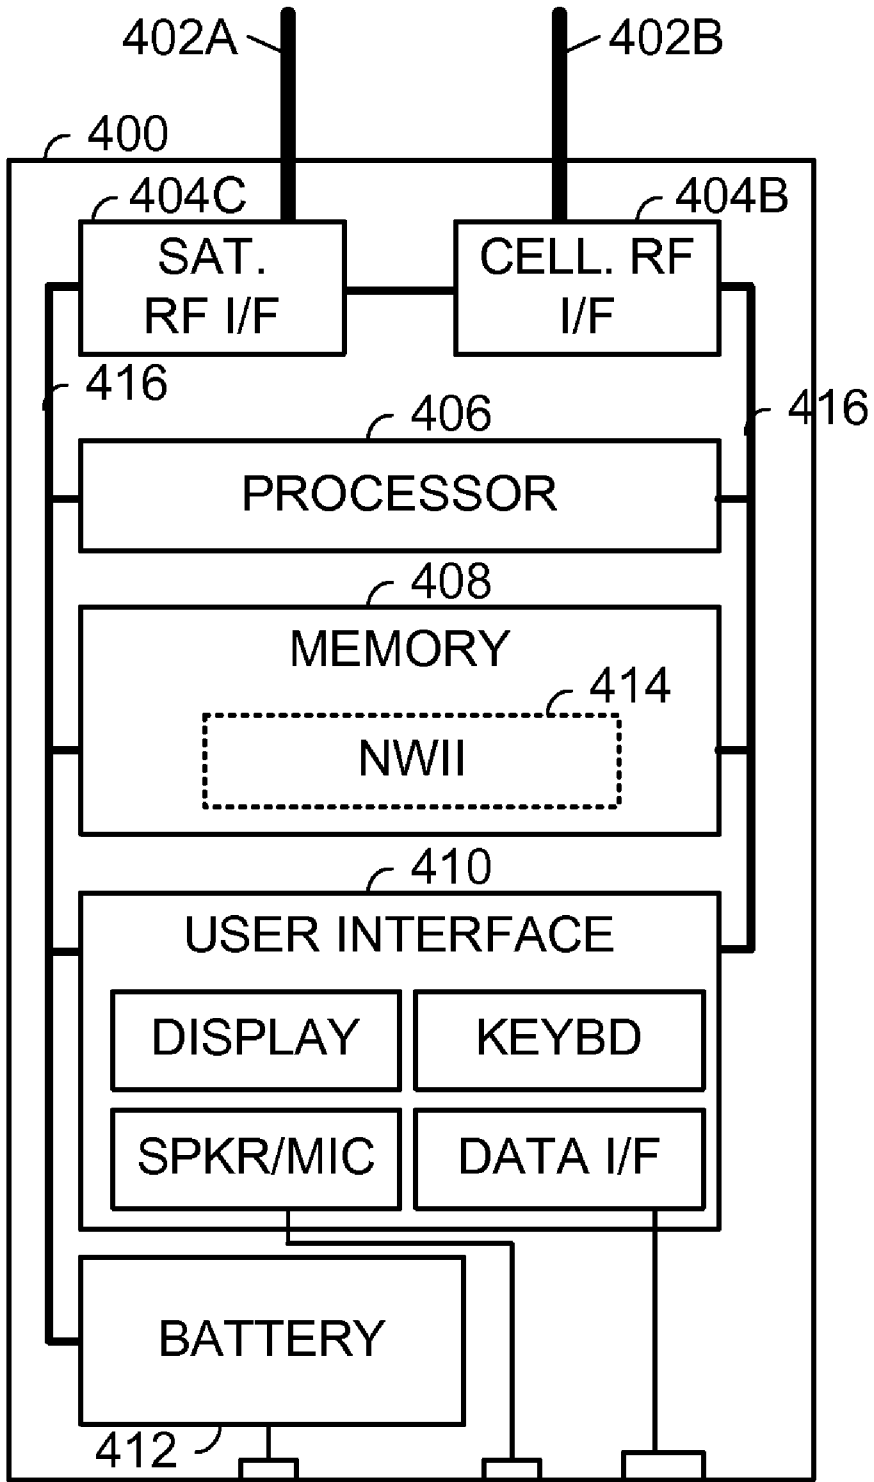 402A
402B
400
404C
404B
SAT.
RF I/F
CELL. RF
I/F
416
416
406
PROCESSOR
408
MEMORY
414
NWII
410
USER INTERFACE
DISPLAY
KEYBD
SPKR/MIC
DATA I/F
BATTERY
412